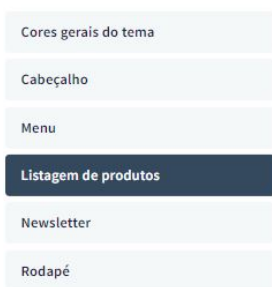 Cores gerais do tema
Cabeçalho
Menu
Listagem de produtos
Newsletter
Rodapé